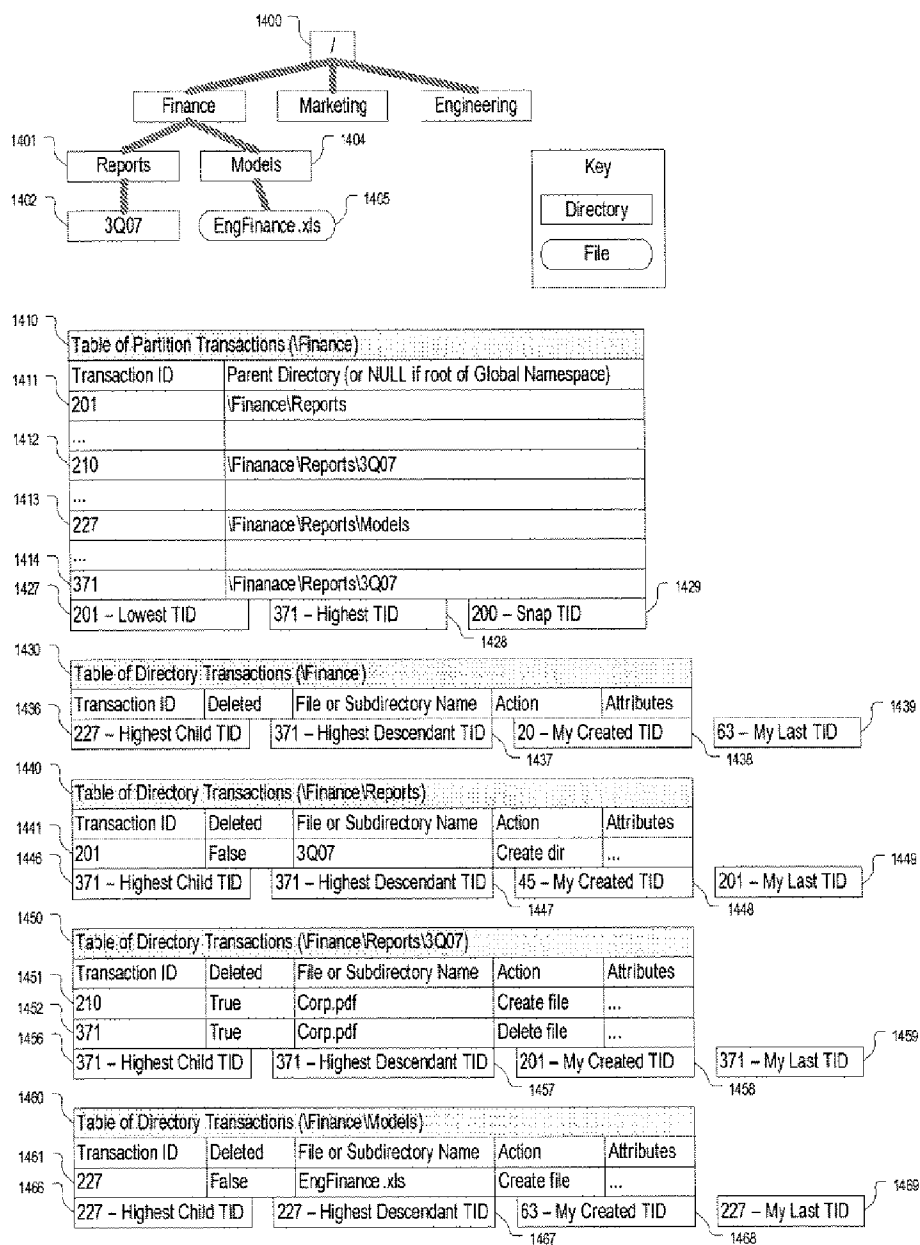 1400
/
Finance Marketing Engineering
1401 1404
Reports Models Key
1402 1405 Directory
3Q07 EngFinance.xls
File
1410
Table of Partition Transactions (\Finance)
1411 Transaction ID Parent Directory (or NULL if root of Global Namespace)
201 \Finance\Reports
1412 ...
210 \Finanace\Reports\3Q07
1413 ...
227 \Finanace\Reports\Models
1414 ...
371 \Finanace\Reports\3Q07
1427 201 – Lowest TID 371 – Highest TID 200 – Snap TID 1429
1428
1430
Table of Directory Transactions (\Finance)
1436 Transaction ID Deleted File or Subdirectory Name Action Attributes 1439
227 – Highest Child TID 371 – Highest Descendant TID 20 – My Created TID 63 – My Last TID
1437 1438
1440
Table of Directory Transactions (\Finance\Reports)
1441 Transaction ID Deleted File or Subdirectory Name Action Attributes
201 False 3Q07 Create dir ...
1446 371 – Highest Child TID 371 – Highest Descendant TID 45 – My Created TID 201 – My Last TID 1449
1447 1448
1450
Table of Directory Transactions (\Finance\Reports\3Q07)
1451 Transaction ID Deleted File or Subdirectory Name Action Attributes
1452 210 True Corp.pdf Create file ...
371 True Corp.pdf Delete file ...
1456 371 – Highest Child TID 371 – Highest Descendant TID 201 – My Created TID 371 – My Last TID 1459
1457 1458
1460
Table of Directory Transactions (\Finance\Models)
1461 Transaction ID Deleted File or Subdirectory Name Action Attributes
227 False EngFinance.xls Create file ...
1466 227 – Highest Child TID 227 – Highest Descendant TID 63 – My Created TID 227 – My Last TID 1469
1467 1468